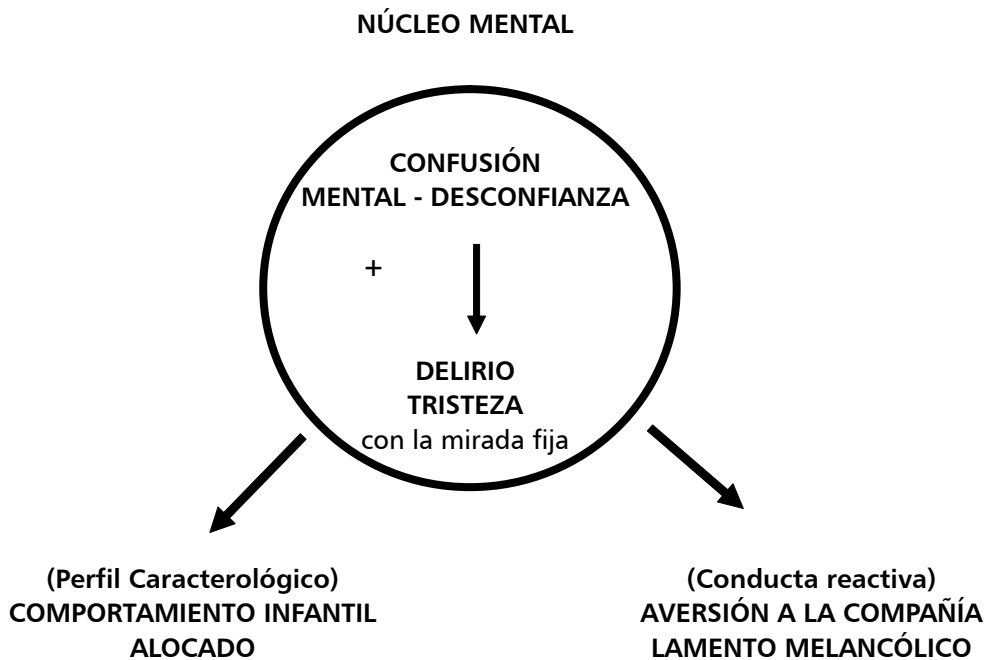 NÚCLEO MENTAL
CONFUSIÓN
MENTAL - DESCONFIANZA
+
DELIRIO
TRISTEZA
con la mirada fija
(Perfil Caracterológico)
COMPORTAMIENTO INFANTIL
ALOCADO
(Conducta reactiva)
AVERSIÓN A LA COMPAÑÍA
LAMENTO MELANCÓLICO